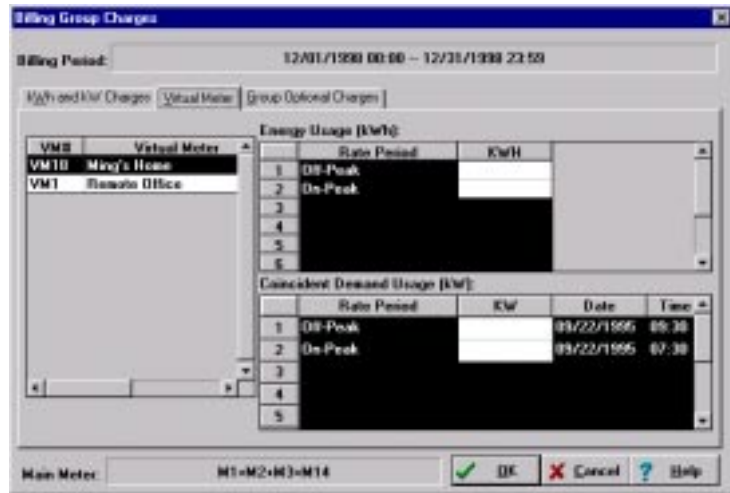 Billing Group Charges
Billing Period: 12/01/1998 00:00 -- 12/31/1998 23:59
kWh and kW Charges Virtual Meter Group Optional Charges
Energy Usage (kWh):
VM# Virtual Meter
VM10 Ming's Home
VM1 Remote Office
Rate Period KWH
1 Off-Peak
2 On-Peak
3
4
5
6
Coincident Demand Usage (kW):
Rate Period KW Date Time
1 Off-Peak 09/22/1995 09:30
2 On-Peak 09/22/1995 07:30
3
4
5
Main Meter: M1+M2+M3+M14
OK Cancel Help